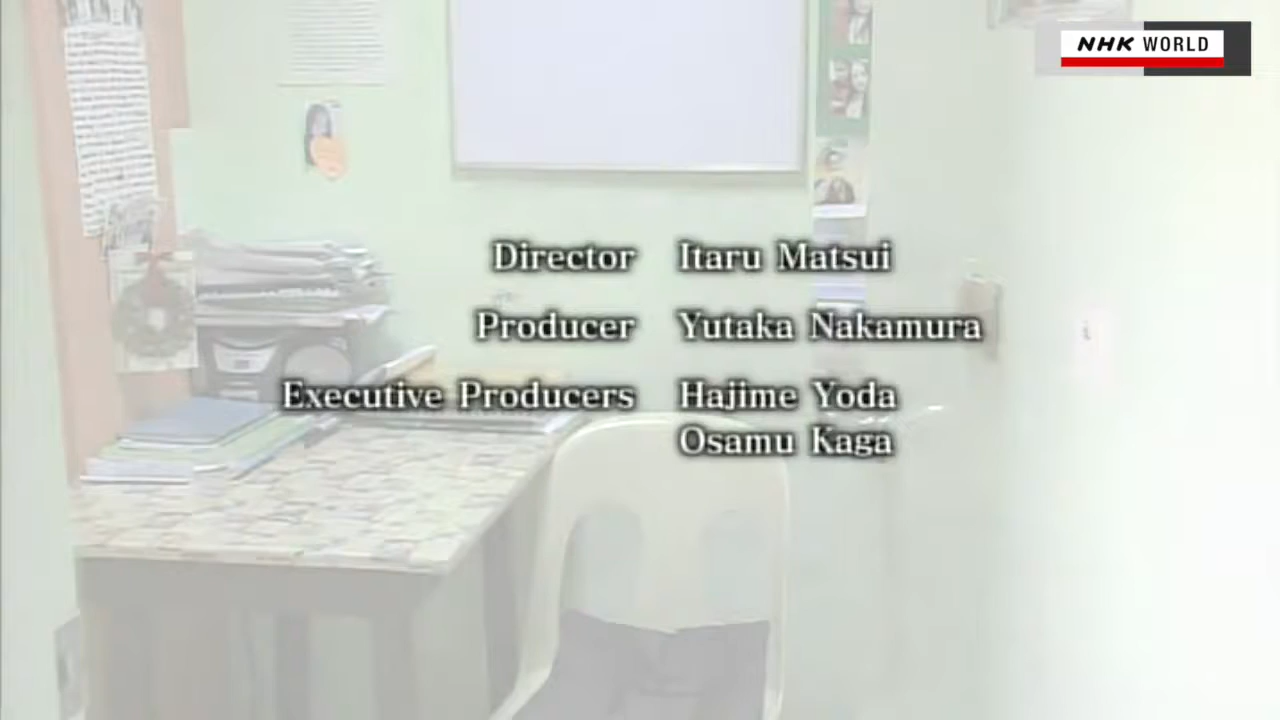 NHK WORLD
Director Itaru Matsui
Producer Yutaka Nakamura
Executive Producers Hajime Yoda
Osamu Kaga